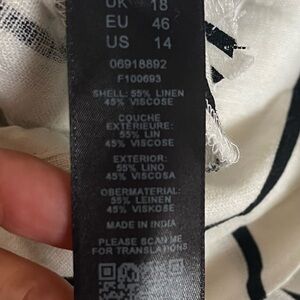 UK 18
EU 46
US 14
06918892
F100693
SHELL: 55% LINEN
45% VISCOSE
COUCHE
EXTÉRIEURE:
55% LIN
45% VISCOSE
EXTERIOR:
55% LINO
45% VISCOSA
OBERMATERIAL:
55% LEINEN
45% VISKOSE
MADE IN INDIA
PLEASE SCAN ME
FOR TRANSLATIONS